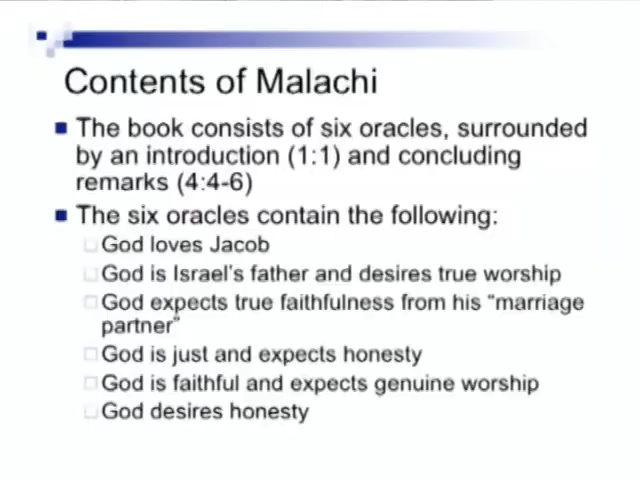 Contents of Malachi
The book consists of six oracles, surrounded
by an introduction (1:1) and concluding
remarks (4:4-6)
The six oracles contain the following:
God loves Jacob
God is Israel's father and desires true worship
God expects true faithfulness from his "marriage
partner"
God is just and expects honesty
God is faithful and expects genuine worship
God desires honesty